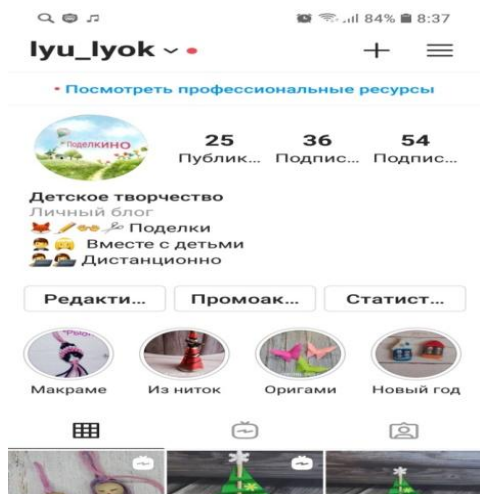 84% 8:37
lyu_lyok
Посмотреть профессиональные ресурсы
Поделкино
25 36 54
Публик... Подпис... Подпис...
Детское творчество
Личный блог
Поделки
Вместе с детьми
Дистанционно
Редакти... Промоак... Статист...
Макраме Из ниток Оригами Новый год